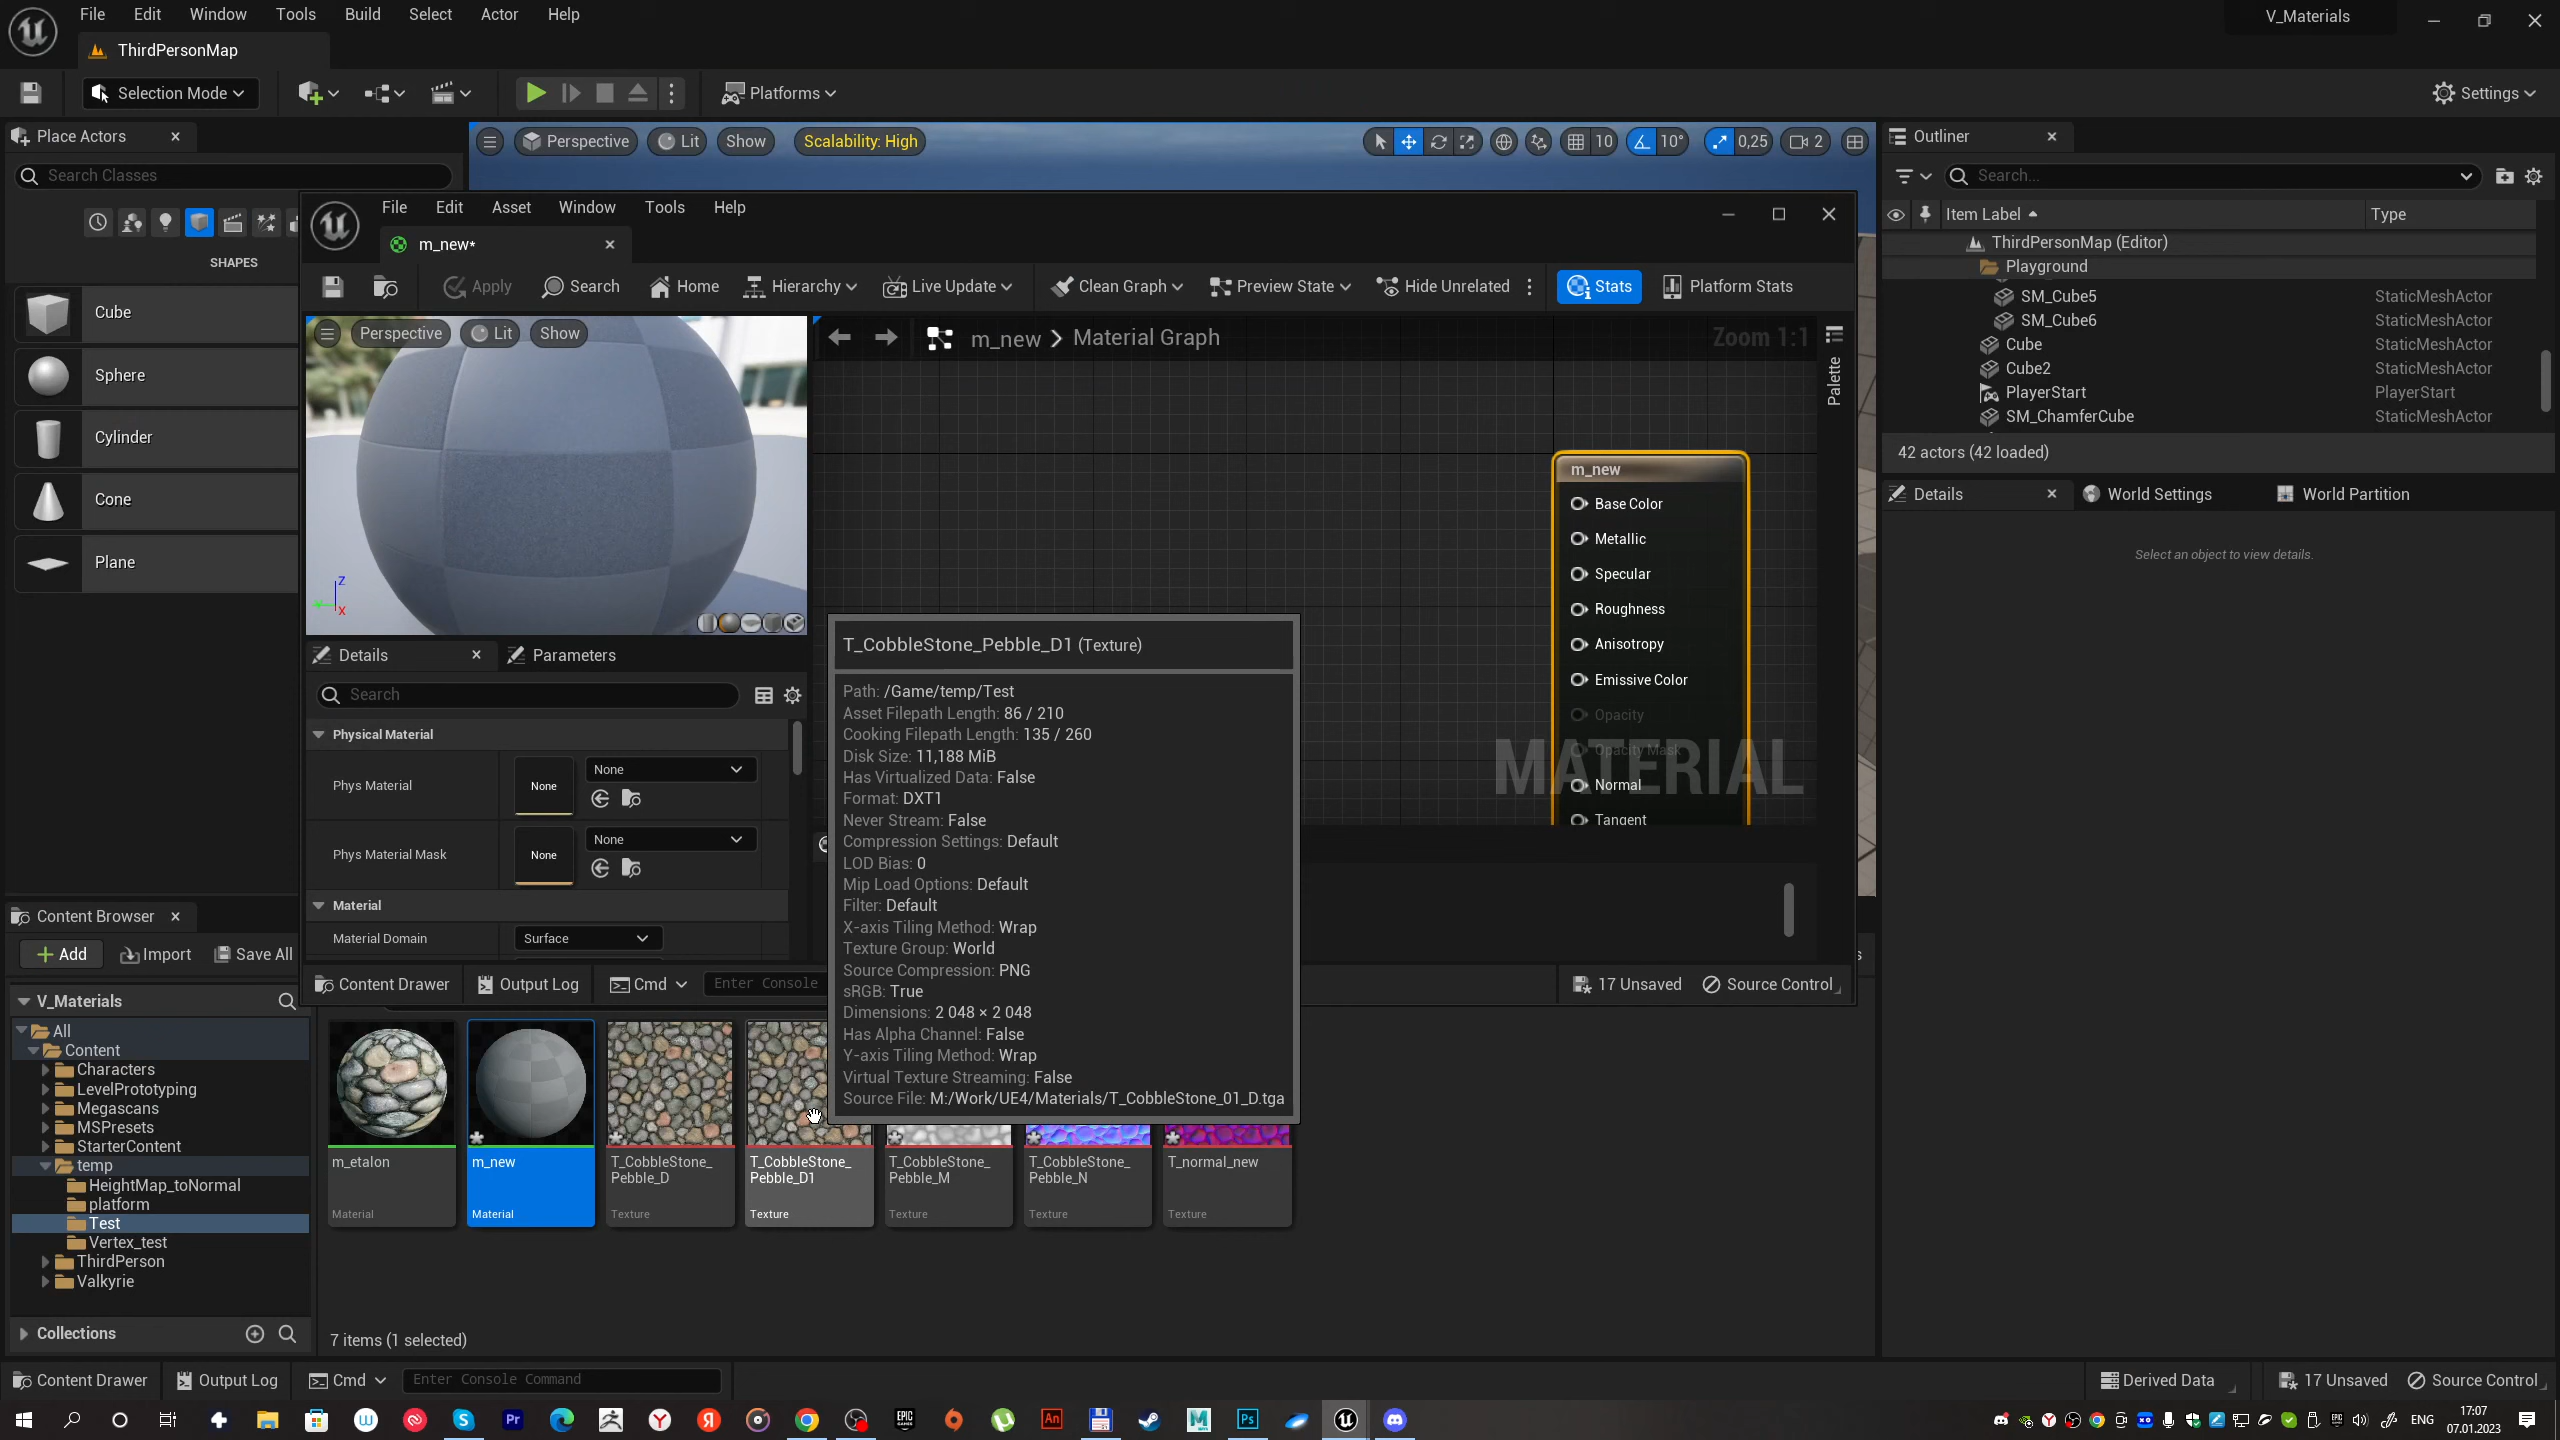 File Edit Window Tools Build Select Actor Help
V_Materials
ThirdPersonMap
Selection Mode
Platforms
Settings
Place Actors
Search Classes
SHAPES
Cube
Sphere
Cylinder
Cone
Plane
Perspective
Lit
Show
Scalability: High
10
10°
0,25
2
Outliner
Search...
Item Label
Type
ThirdPersonMap (Editor)
Playground
SM_Cube5 StaticMeshActor
SM_Cube6 StaticMeshActor
Cube StaticMeshActor
Cube2 StaticMeshActor
PlayerStart PlayerStart
SM_ChamferCube StaticMeshActor
42 actors (42 loaded)
Details
World Settings
World Partition
Select an object to view details.
File Edit Asset Window Tools Help
m_new*
Apply
Search
Home
Hierarchy
Live Update
Clean Graph
Preview State
Hide Unrelated
Stats
Platform Stats
Perspective
Lit
Show
Z
X
m_new > Material Graph
Zoom 1:1
Palette
m_new
Base Color
Metallic
Specular
Roughness
Anisotropy
Emissive Color
Opacity
Opacity Mask
Normal
Tangent
MATERIAL
Details
Parameters
Search
Physical Material
Phys Material
None
None
Phys Material Mask
None
None
Material
Material Domain
Surface
Content Drawer
Output Log
Cmd
Enter Console
17 Unsaved
Source Control
T_CobbleStone_Pebble_D1 (Texture)
Path: /Game/temp/Test
Asset Filepath Length: 86 / 210
Cooking Filepath Length: 135 / 260
Disk Size: 11,188 MiB
Has Virtualized Data: False
Format: DXT1
Never Stream: False
Compression Settings: Default
LOD Bias: 0
Mip Load Options: Default
Filter: Default
X-axis Tiling Method: Wrap
Texture Group: World
Source Compression: PNG
sRGB: True
Dimensions: 2 048 × 2 048
Has Alpha Channel: False
Y-axis Tiling Method: Wrap
Virtual Texture Streaming: False
Source File: M:/Work/UE4/Materials/T_CobbleStone_01_D.tga
Content Browser
Add
Import
Save All
V_Materials
All
Content
Characters
LevelPrototyping
Megascans
MSPresets
StarterContent
temp
HeightMap_toNormal
platform
Test
Vertex_test
ThirdPerson
Valkyrie
Collections
m_etalon
Material
m_new
Material
T_CobbleStone_
Pebble_D
Texture
T_CobbleStone_
Pebble_D1
Texture
T_CobbleStone_
Pebble_M
Texture
T_CobbleStone_
Pebble_N
Texture
T_normal_new
Texture
7 items (1 selected)
Content Drawer
Output Log
Cmd
Enter Console Command
Derived Data
17 Unsaved
Source Control
ENG
17:07
07.01.2023